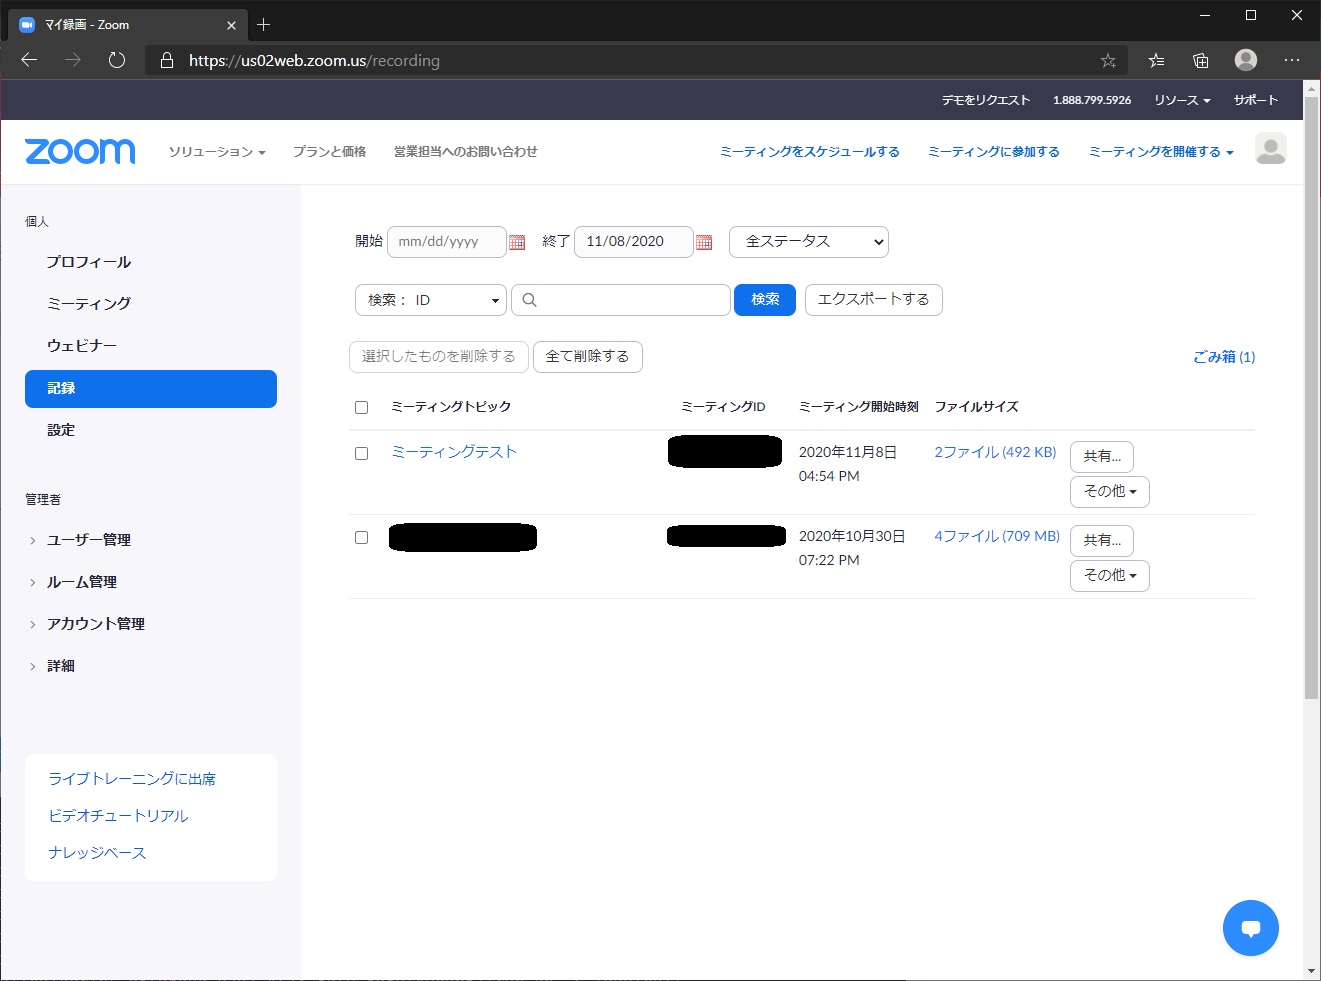 マイ録画 - Zoom
https://us02web.zoom.us/recording
デモをリクエスト 1.888.799.5926 リソース サポート
zoom ソリューション プランと価格 営業担当へのお問い合わせ ミーティングをスケジュールする ミーティングに参加する ミーティングを開催する
個人
プロフィール
ミーティング
ウェビナー
記録
設定
管理者
ユーザー管理
ルーム管理
アカウント管理
詳細
ライブトレーニングに出席
ビデオチュートリアル
ナレッジベース
開始 mm/dd/yyyy 終了 11/08/2020 全ステータス
検索： ID 検索 エクスポートする
選択したものを削除する 全て削除する ごみ箱 (1)
ミーティングトピック ミーティングID ミーティング開始時刻 ファイルサイズ
ミーティングテスト 2020年11月8日 2ファイル (492 KB) 共有...
04:54 PM その他
2020年10月30日 4ファイル (709 MB) 共有...
07:22 PM その他